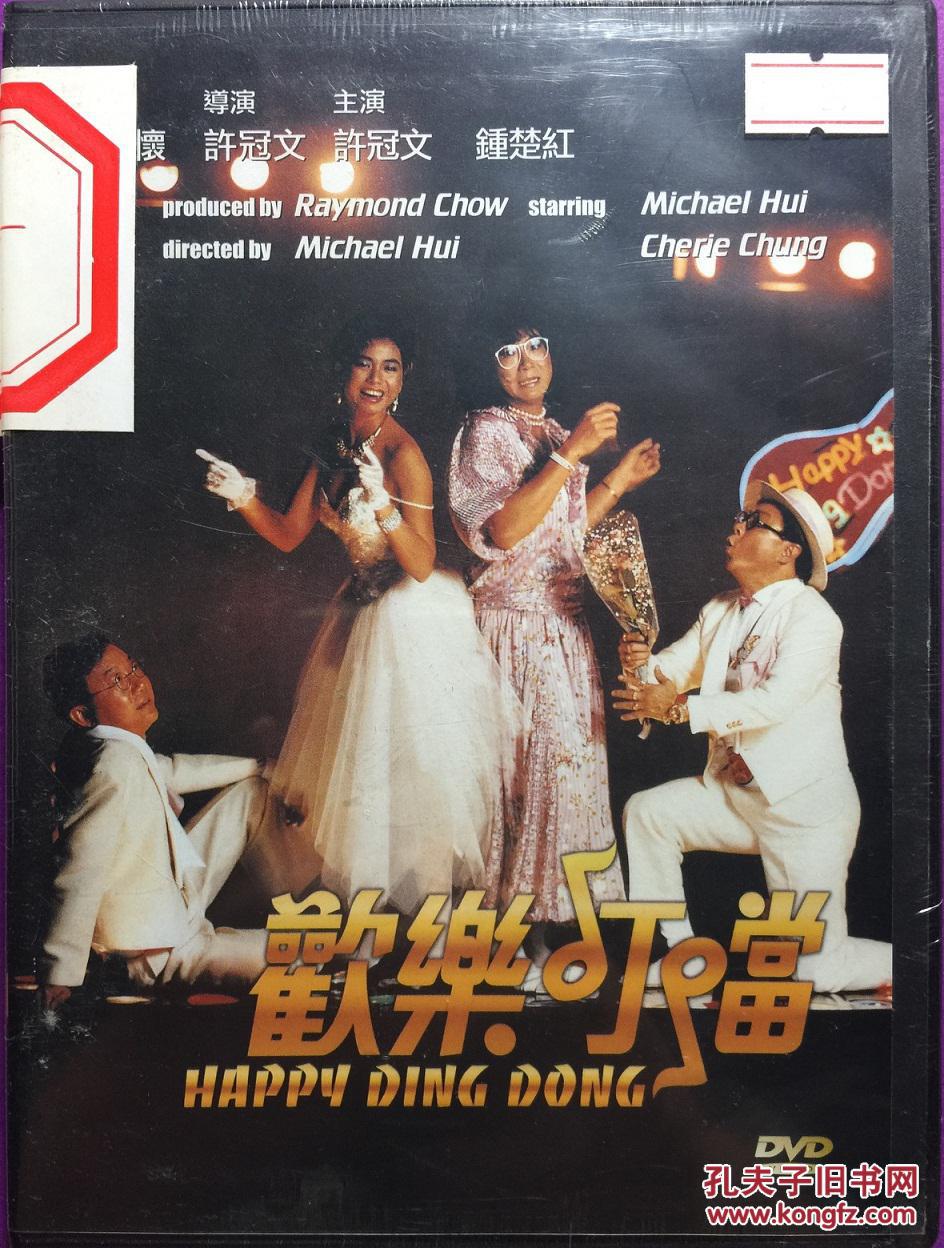 導演 主演
懷 許冠文 許冠文 鍾楚紅
produced by Raymond Chow starring Michael Hui
directed by Michael Hui Cherie Chung
Happy
g Don
歡樂叮噹
HAPPY DING DONG
DVD
孔夫子旧书网
www.kongfz.com